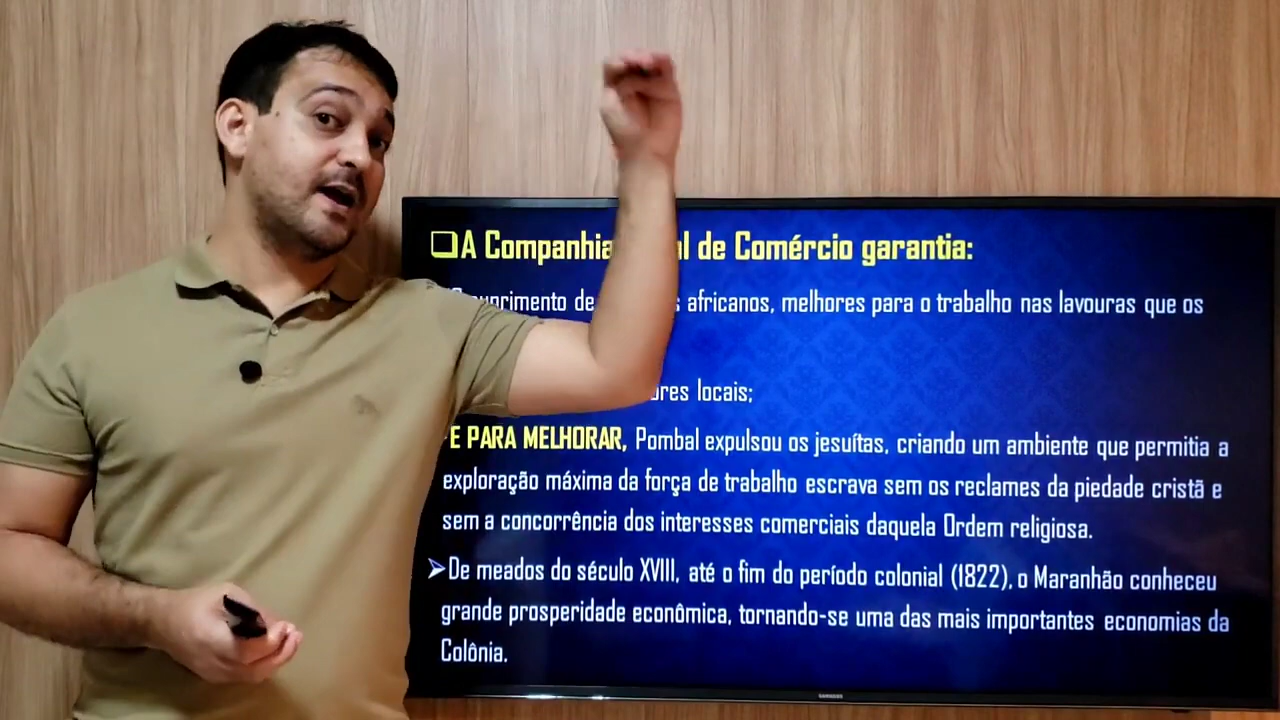 A Companhia de Comércio garantia:
de africanos, melhores para o trabalho nas lavouras que os
locais;
E PARA MELHORAR, Pombal expulsou os jesuítas, criando um ambiente que permitia a
exploração máxima da força de trabalho escrava sem os reclames da piedade cristã e
sem a concorrência dos interesses comerciais daquela Ordem religiosa.
De meados do século XVIII, até o fim do período colonial (1822), o Maranhão conheceu
grande prosperidade econômica, tornando-se uma das mais importantes economias da
Colônia.
SAMSUNG